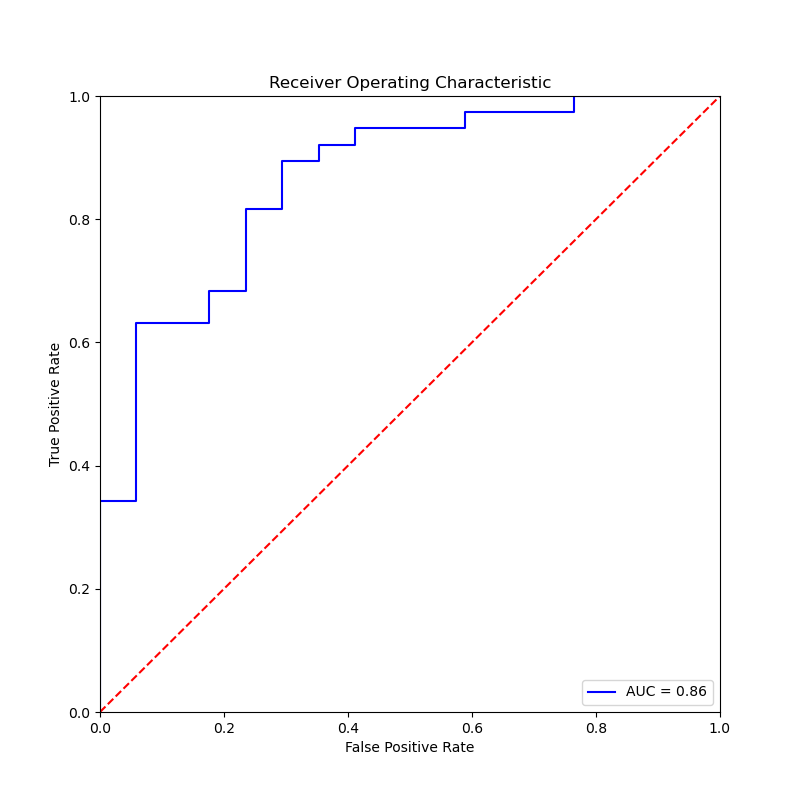 Receiver Operating Characteristic
1.0
0.8
0.6
0.4
0.2
0.0
True Positive Rate
AUC = 0.86
0.0 0.2 0.4 0.6 0.8 1.0
False Positive Rate